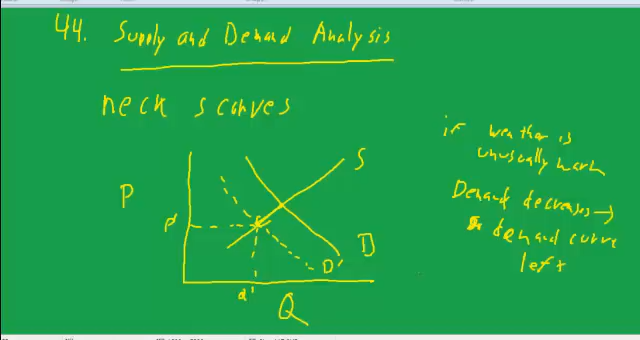 44. Supply and Demand Analysis
neck scarves
if weather is
unusually warm
Demand decreases →
demand curve
left
P
S
D
P'
D'
Q'
Q